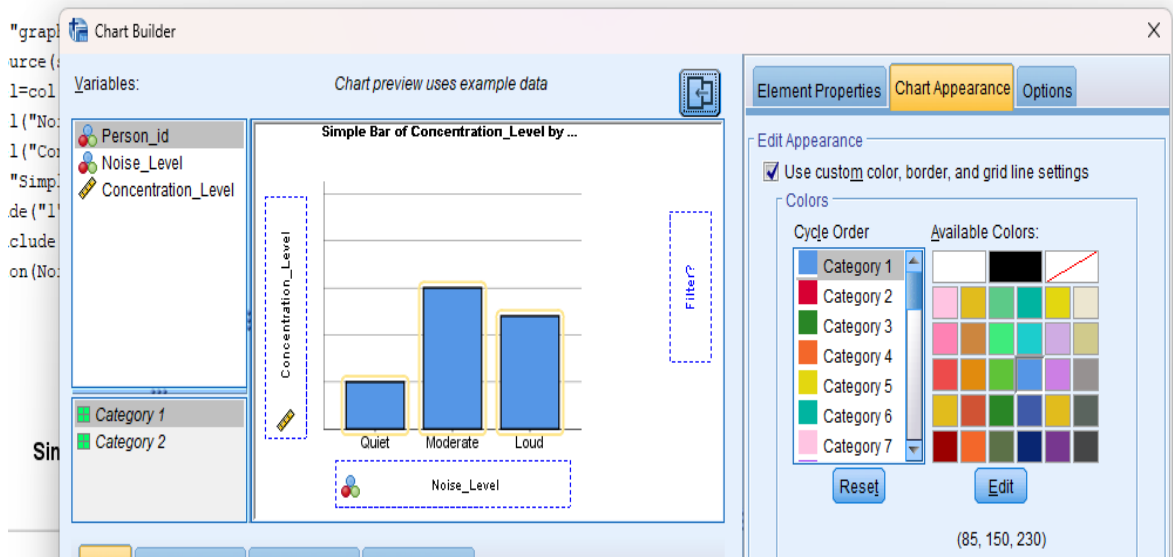 "grap
Chart Builder
urce(
l=col
l("No
l("Co
"Simp
de("l"
clude
on(No
Sin
Variables:
Person_id
Noise_Level
Concentration_Level
Category 1
Category 2
Chart preview uses example data
Simple Bar of Concentration_Level by ...
Concentration_Level
Quiet Moderate Loud
Noise_Level
Filter?
Element Properties Chart Appearance Options
Edit Appearance
Use custom color, border, and grid line settings
Colors
Cycle Order
Category 1
Category 2
Category 3
Category 4
Category 5
Category 6
Category 7
Reset
Available Colors:
Edit
(85, 150, 230)